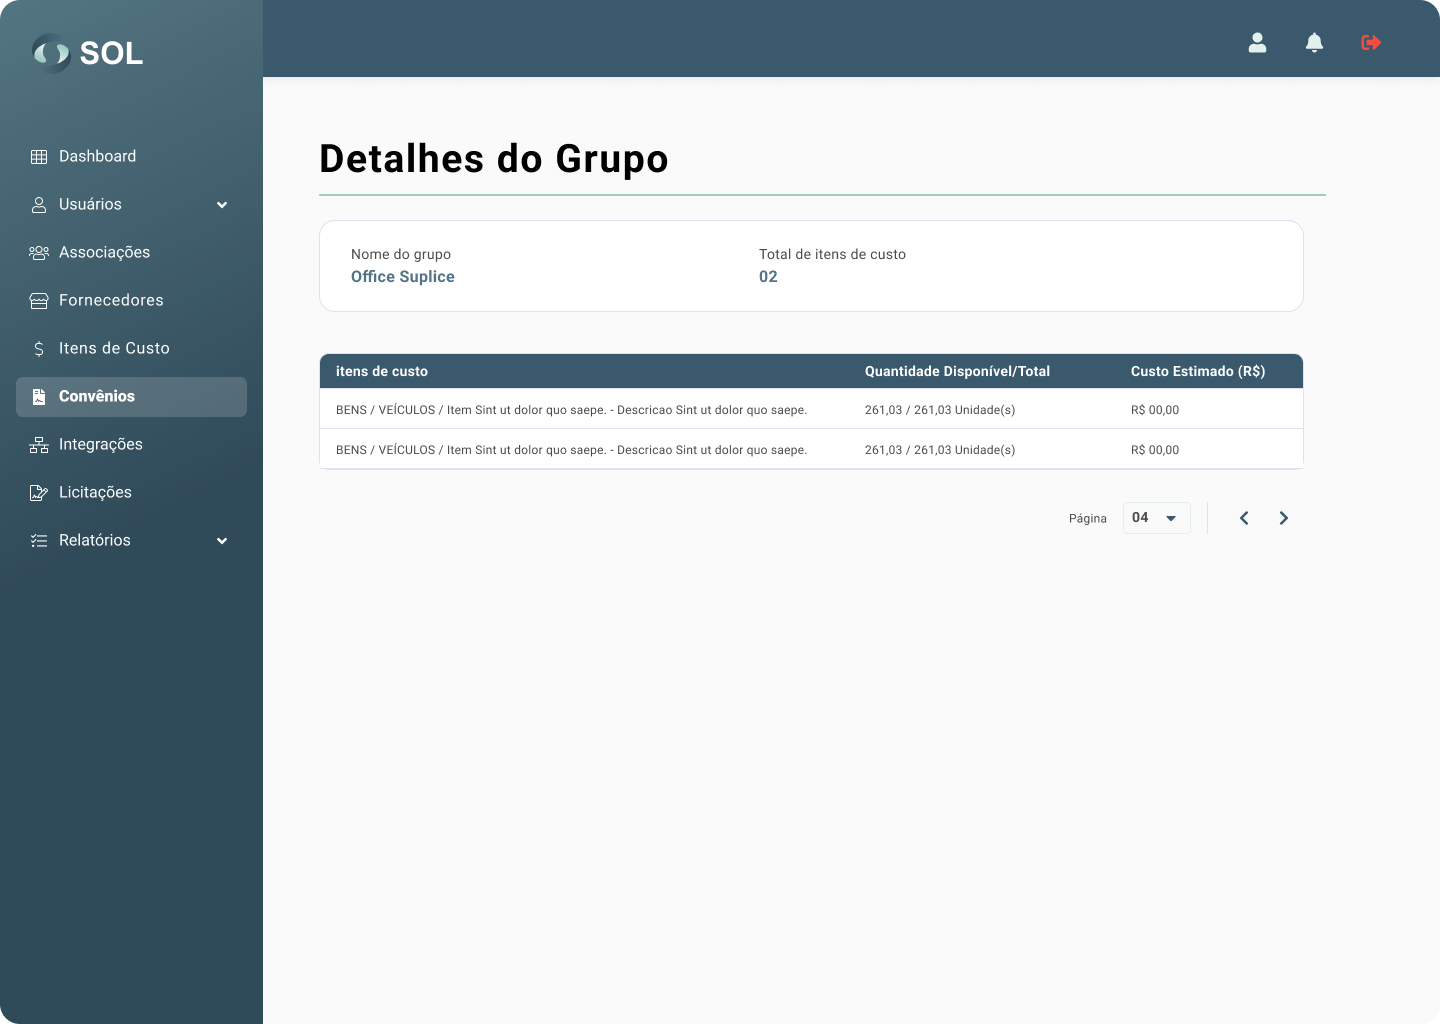 SOL
Dashboard
Usuários
Associações
Fornecedores
Itens de Custo
Convênios
Integrações
Licitações
Relatórios
Detalhes do Grupo
Nome do grupo
Office Suplice
Total de itens de custo
02
itens de custo Quantidade Disponível/Total Custo Estimado (R$)
BENS / VEÍCULOS / Item Sint ut dolor quo saepe. - Descricao Sint ut dolor quo saepe. 261,03 / 261,03 Unidade(s) R$ 00,00
BENS / VEÍCULOS / Item Sint ut dolor quo saepe. - Descricao Sint ut dolor quo saepe. 261,03 / 261,03 Unidade(s) R$ 00,00
Página 04